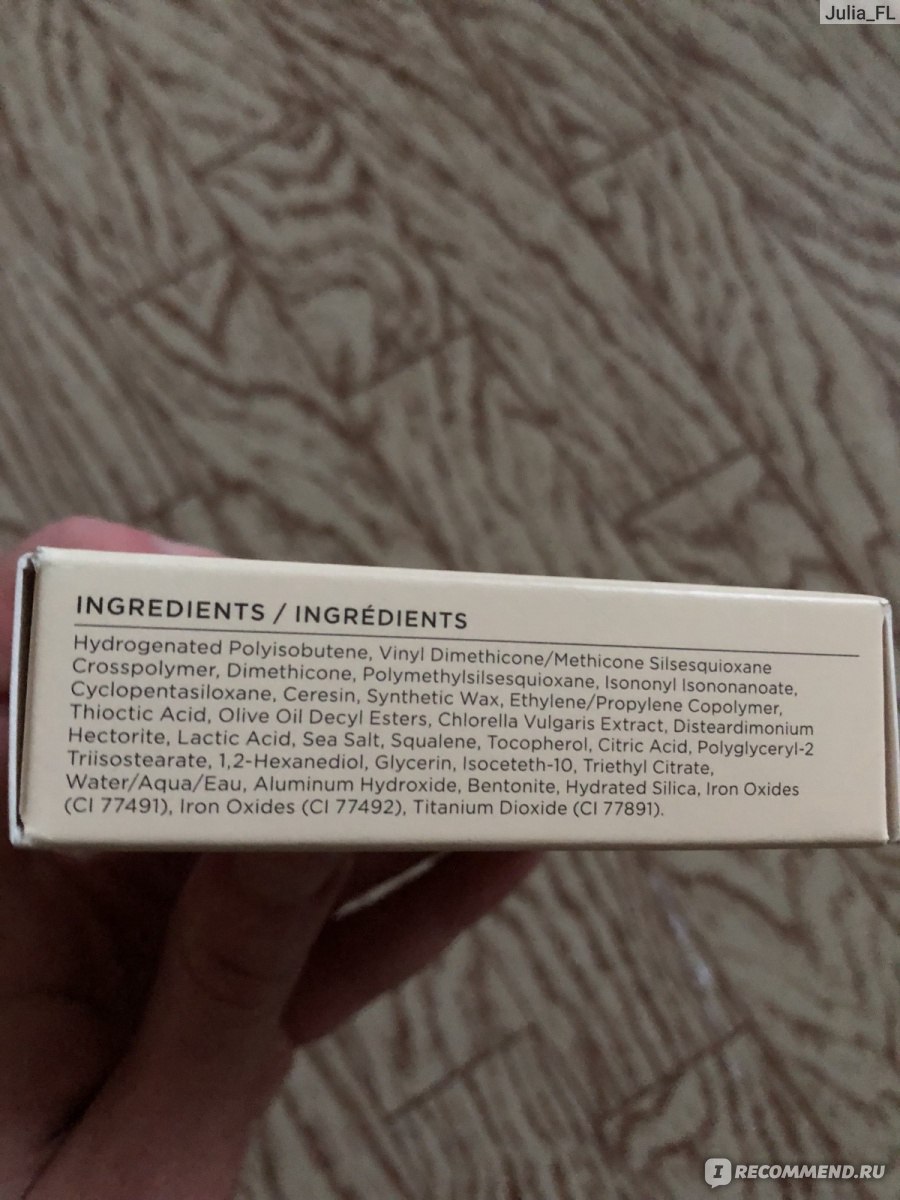 Julia_FL
INGREDIENTS / INGRÉDIENTS
Hydrogenated Polyisobutene, Vinyl Dimethicone/Methicone Silsesquioxane
Crosspolymer, Dimethicone, Polymethylsilsesquioxane, Isononyl Isononanoate,
Cyclopentasiloxane, Ceresin, Synthetic Wax, Ethylene/Propylene Copolymer,
Thioctic Acid, Olive Oil Decyl Esters, Chlorella Vulgaris Extract, Disteardimonium
Hectorite, Lactic Acid, Sea Salt, Squalene, Tocopherol, Citric Acid, Polyglyceryl-2
Triisostearate, 1,2-Hexanediol, Glycerin, Isoceteth-10, Triethyl Citrate,
Water/Aqua/Eau, Aluminum Hydroxide, Bentonite, Hydrated Silica, Iron Oxides
(CI 77491), Iron Oxides (CI 77492), Titanium Dioxide (CI 77891).
I RECOMMEND.RU